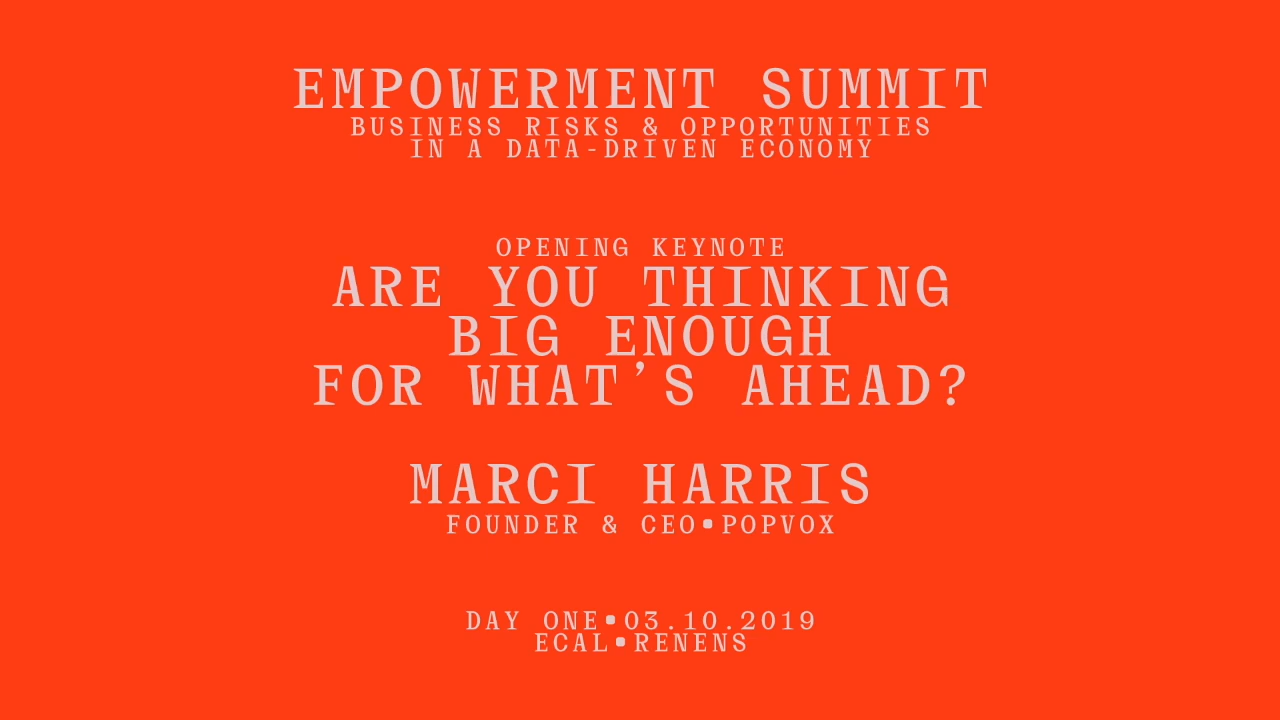 EMPOWERMENT SUMMIT
BUSINESS RISKS & OPPORTUNITIES
IN A DATA-DRIVEN ECONOMY
OPENING KEYNOTE
ARE YOU THINKING
BIG ENOUGH
FOR WHAT’S AHEAD?
MARCI HARRIS
FOUNDER & CEO•POPVOX
DAY ONE•03.10.2019
ECAL•RENENS